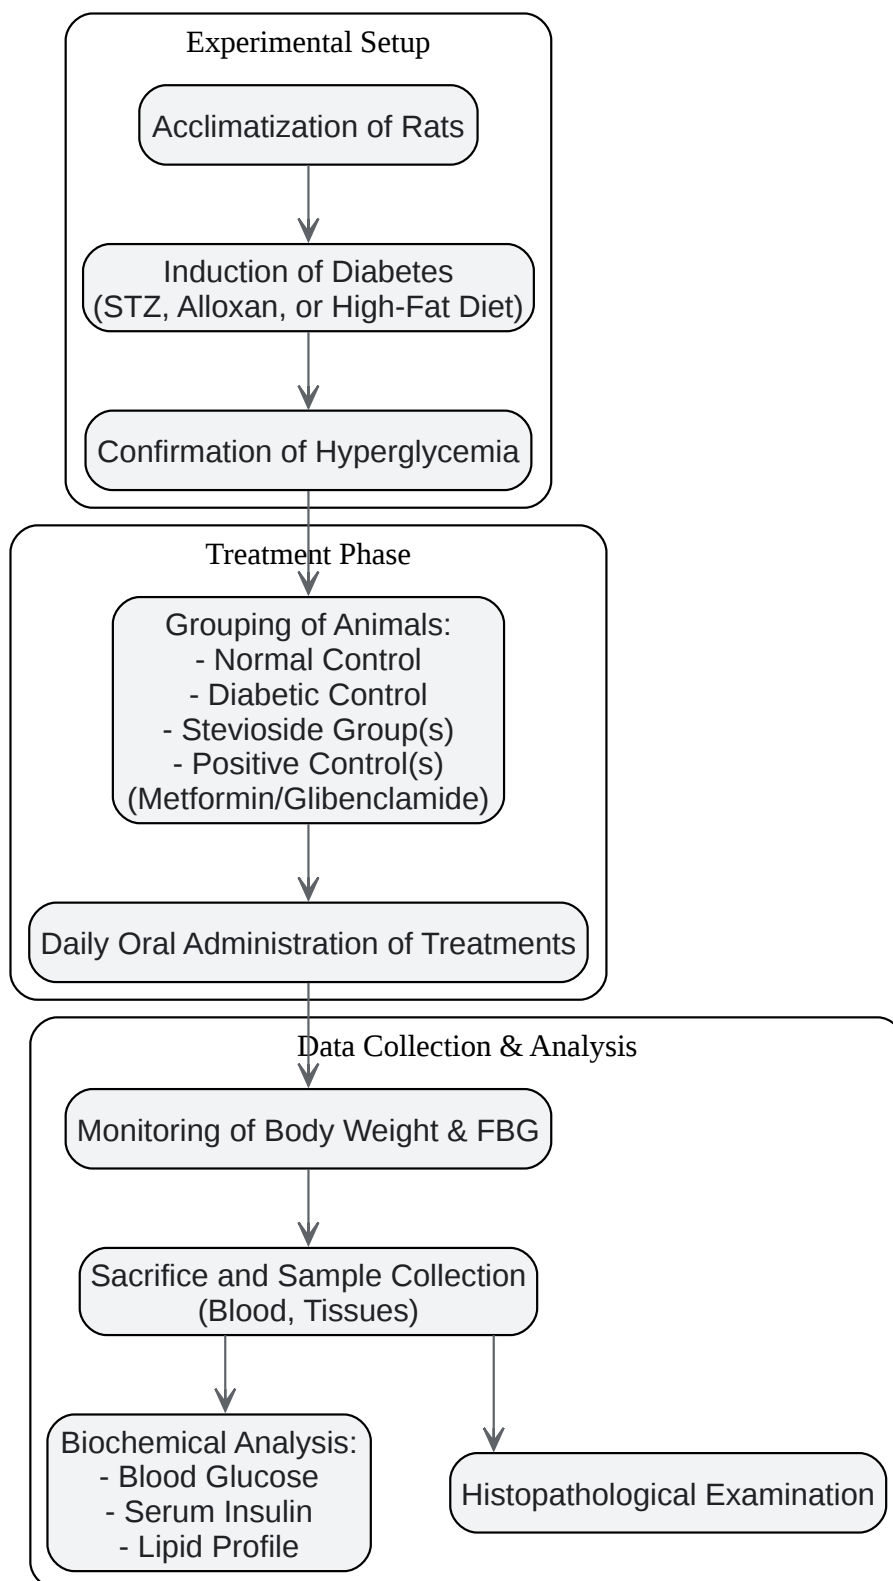 Experimental Setup
Acclimatization of Rats
Induction of Diabetes
(STZ, Alloxan, or High-Fat Diet)
Confirmation of Hyperglycemia
Treatment Phase
Grouping of Animals:
- Normal Control
- Diabetic Control
- Stevioside Group(s)
- Positive Control(s)
(Metformin/Glibenclamide)
Daily Oral Administration of Treatments
Data Collection & Analysis
Monitoring of Body Weight & FBG
Sacrifice and Sample Collection
(Blood, Tissues)
Biochemical Analysis:
- Blood Glucose
- Serum Insulin
- Lipid Profile
Histopathological Examination